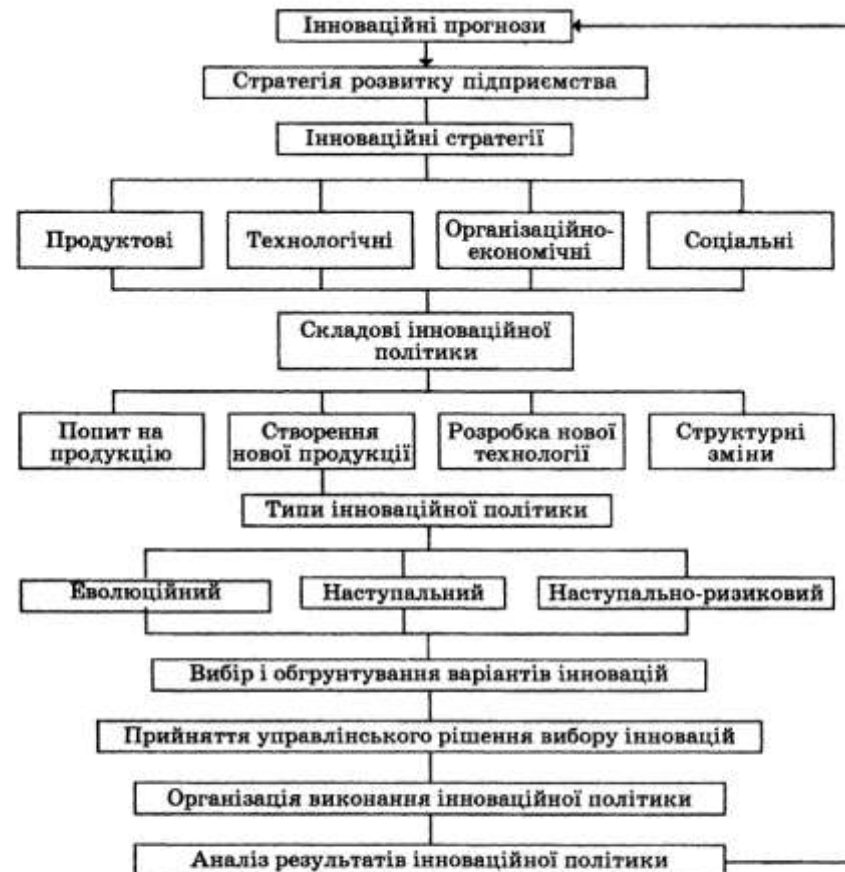 Інноваційні прогнози
Стратегія розвитку підприємства
Інноваційні стратегії
Продуктові
Технологічні
Організаційно-
економічні
Соціальні
Складові інноваційної
політики
Попит на
продукцію
Створення
нової продукції
Розробка нової
технології
Структурні
зміни
Типи інноваційної політики
Еволюційний
Наступальний
Наступально-ризиковий
Вибір і обгрунтування варіантів інновацій
Прийняття управлінського рішення вибору інновацій
Організація виконання інноваційної політики
Аналіз результатів інноваційної політики